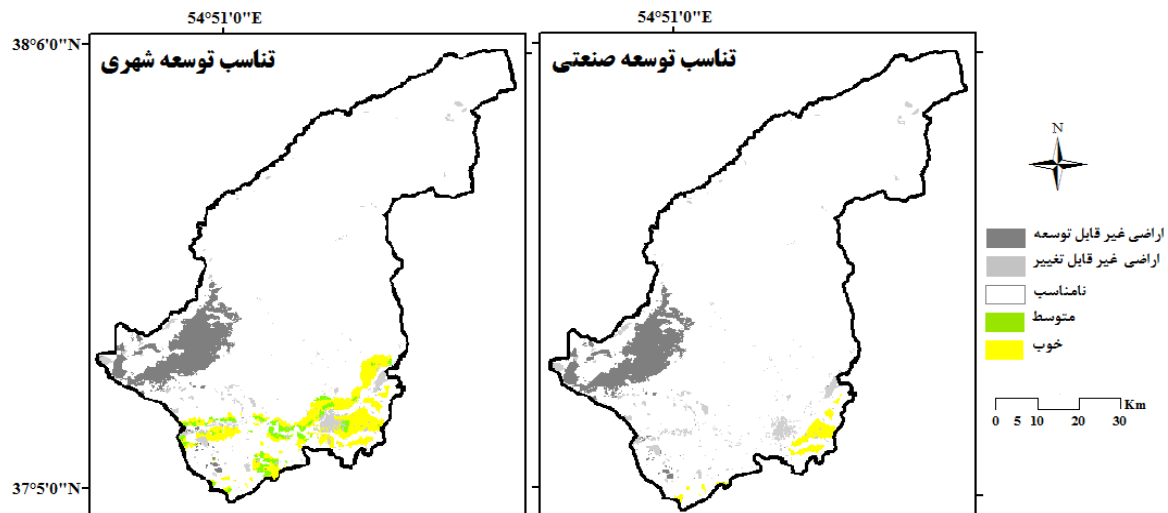 54°51'0"E
54°51'0"E
38°6'0"N
تناسب توسعه شهری
تناسب توسعه صنعتی
N
اراضی غیر قابل توسعه
اراضی غیر قابل تغییر
نامناسب
متوسط
خوب
Km
0 5 10 20 30
37°5'0"N